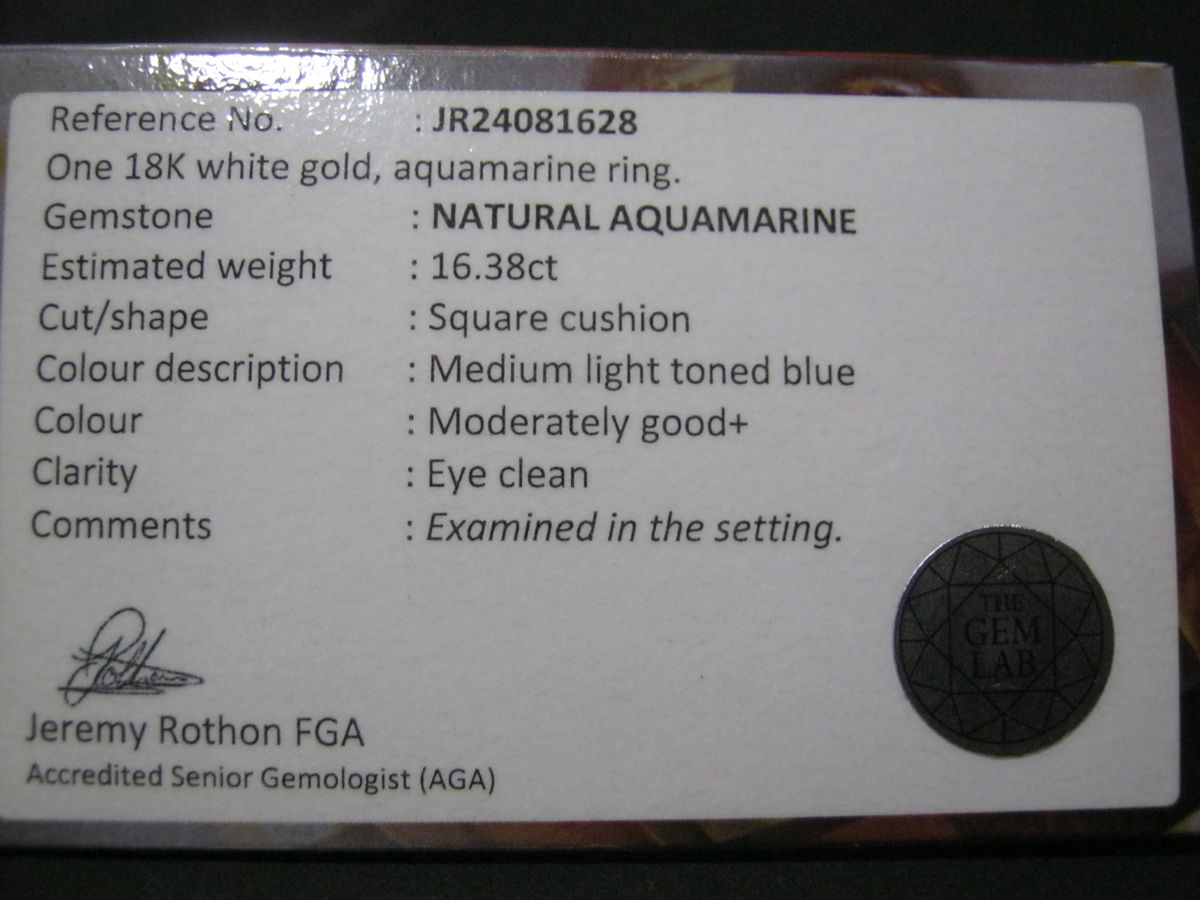 Reference No. : JR24081628
One 18K white gold, aquamarine ring.
Gemstone : NATURAL AQUAMARINE
Estimated weight : 16.38ct
Cut/shape : Square cushion
Colour description : Medium light toned blue
Colour : Moderately good+
Clarity : Eye clean
Comments : Examined in the setting.
Jeremy Rothon FGA
Accredited Senior Gemologist (AGA)
THE
GEM
LAB